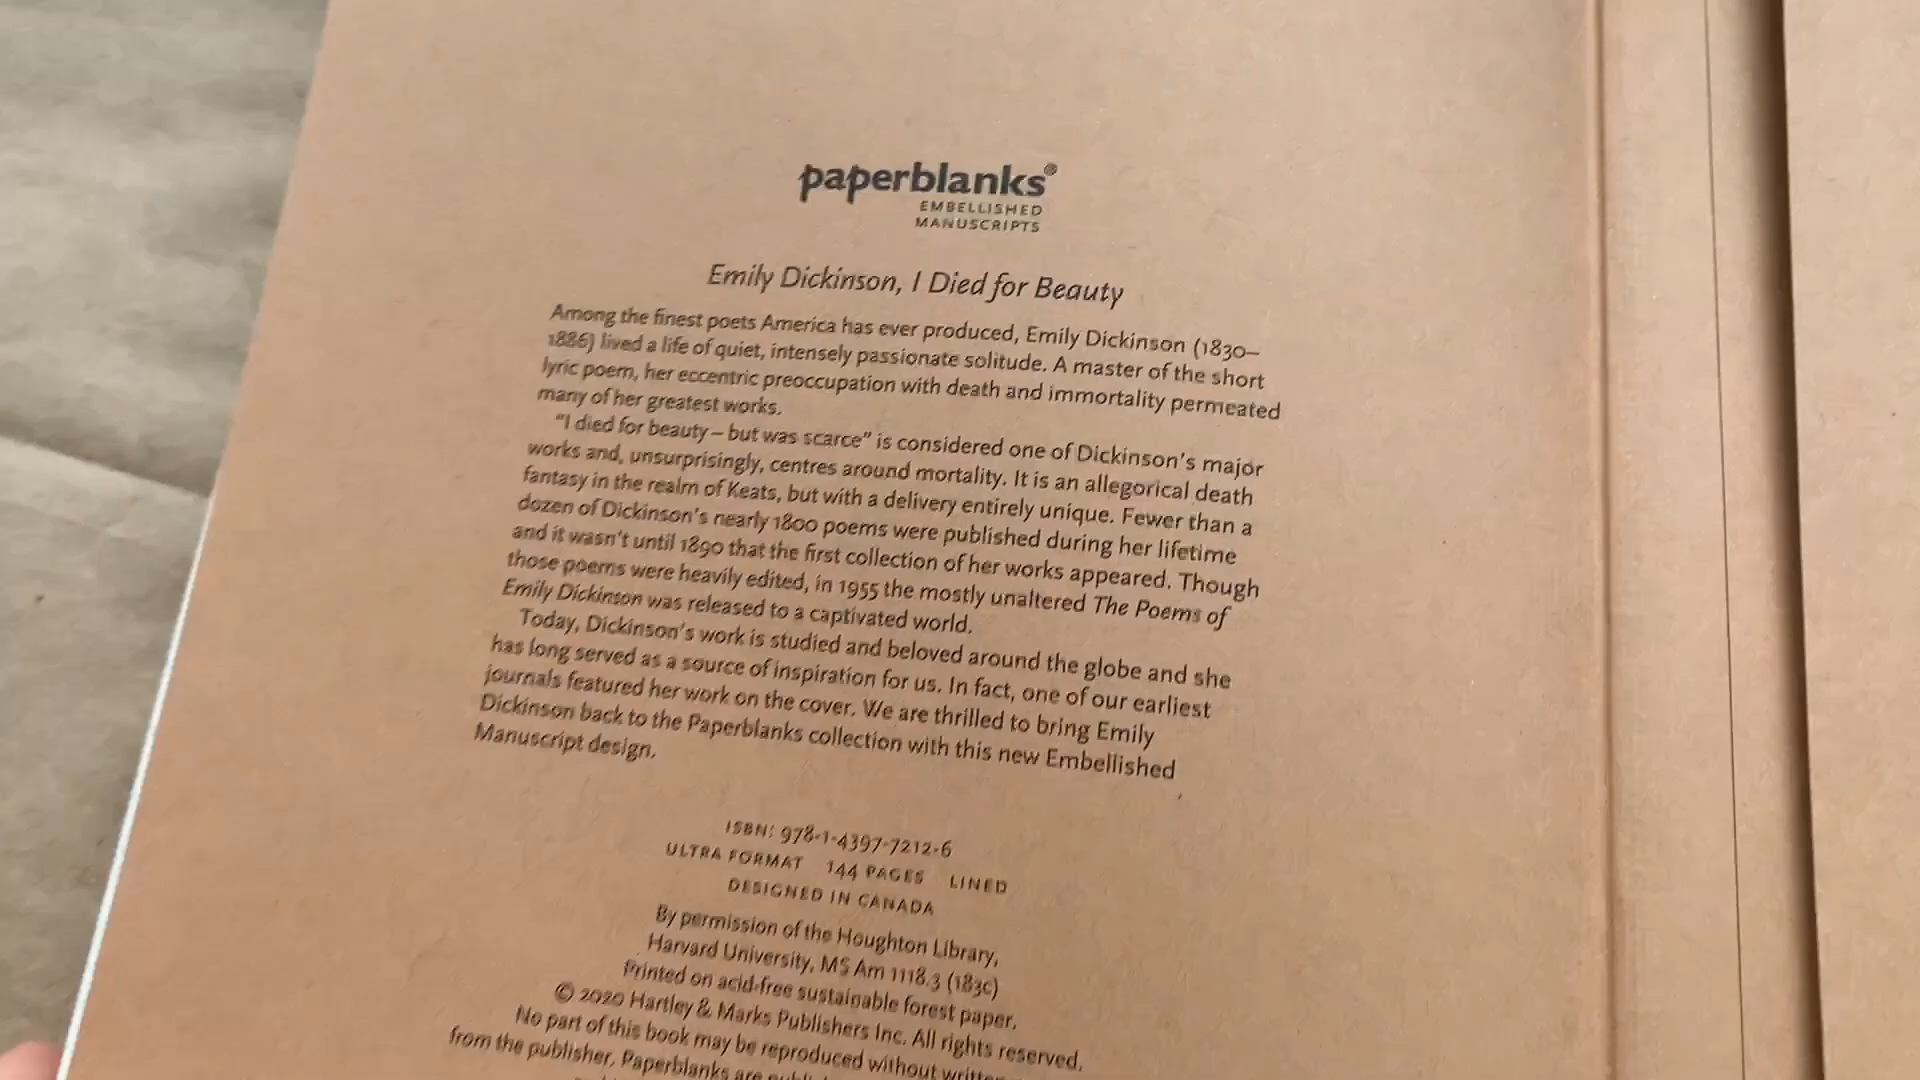 paperblanks®
EMBELLISHED
MANUSCRIPTS
Emily Dickinson, I Died for Beauty
Among the finest poets America has ever produced, Emily Dickinson (1830–
1886) lived a life of quiet, intensely passionate solitude. A master of the short
lyric poem, her eccentric preoccupation with death and immortality permeated
many of her greatest works.
"I died for beauty – but was scarce" is considered one of Dickinson's major
works and, unsurprisingly, centres around mortality. It is an allegorical death
fantasy in the realm of Keats, but with a delivery entirely unique. Fewer than a
dozen of Dickinson's nearly 1800 poems were published during her lifetime
and it wasn't until 1890 that the first collection of her works appeared. Though
those poems were heavily edited, in 1955 the mostly unaltered The Poems of
Emily Dickinson was released to a captivated world.
Today, Dickinson's work is studied and beloved around the globe and she
has long served as a source of inspiration for us. In fact, one of our earliest
journals featured her work on the cover. We are thrilled to bring Emily
Dickinson back to the Paperblanks collection with this new Embellished
Manuscript design.
ISBN: 978-1-4397-7212-6
ULTRA FORMAT 144 PAGES LINED
DESIGNED IN CANADA
By permission of the Houghton Library,
Harvard University, MS Am 1118.3 (183c)
Printed on acid-free sustainable forest paper.
© 2020 Hartley & Marks Publishers Inc. All rights reserved.
No part of this book may be reproduced without
from the publisher. Paperblanks are